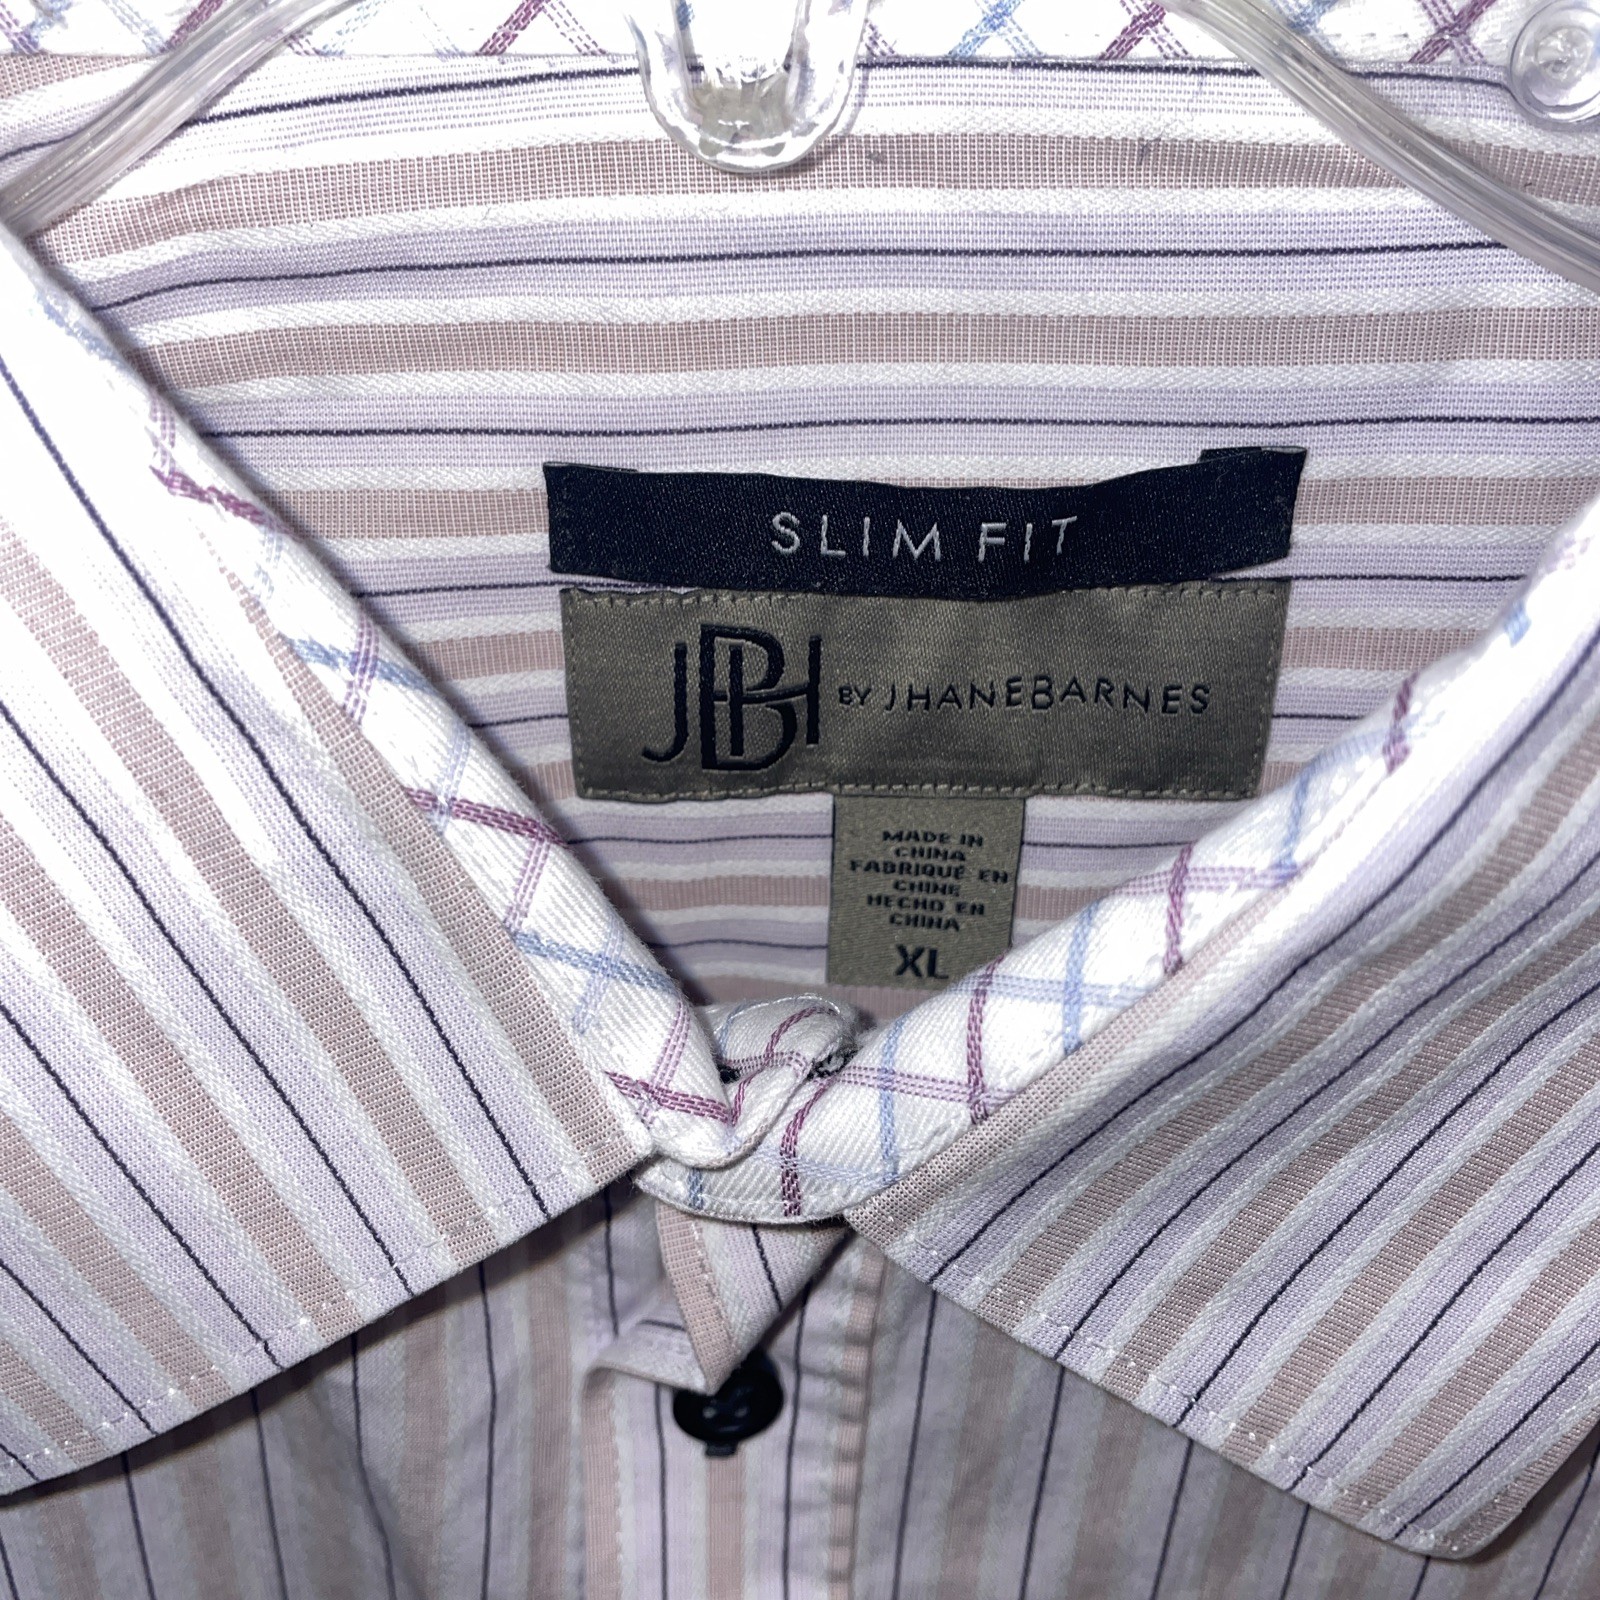 SLIM FIT
JBH BY JHANEBARNES
MADE IN
CHINA
FABRIQUÉ EN
CHINE
HECHO EN
CHINA
XL